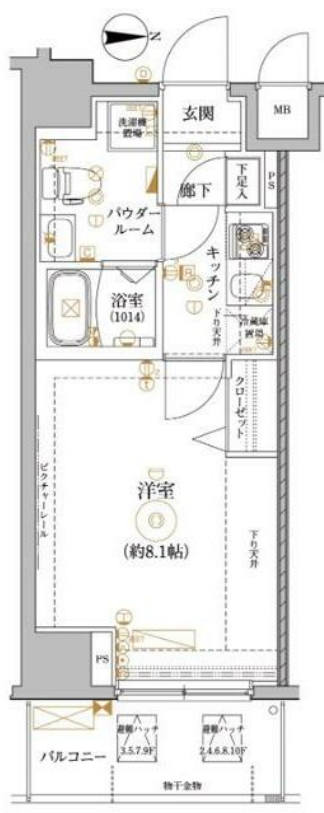 N
玄関
MB
洗濯機
置場
下足入
PS
廊下
パウダー
ルーム
キッチン
浴室
(1014)
下り天井
冷蔵庫
置場
クローゼット
ピクチャーレール
洋室
(約8.1帖)
下り天井
PS
避難ハッチ
3.5.7.9F
避難ハッチ
2.4.6.8.10F
バルコニー
物干金物